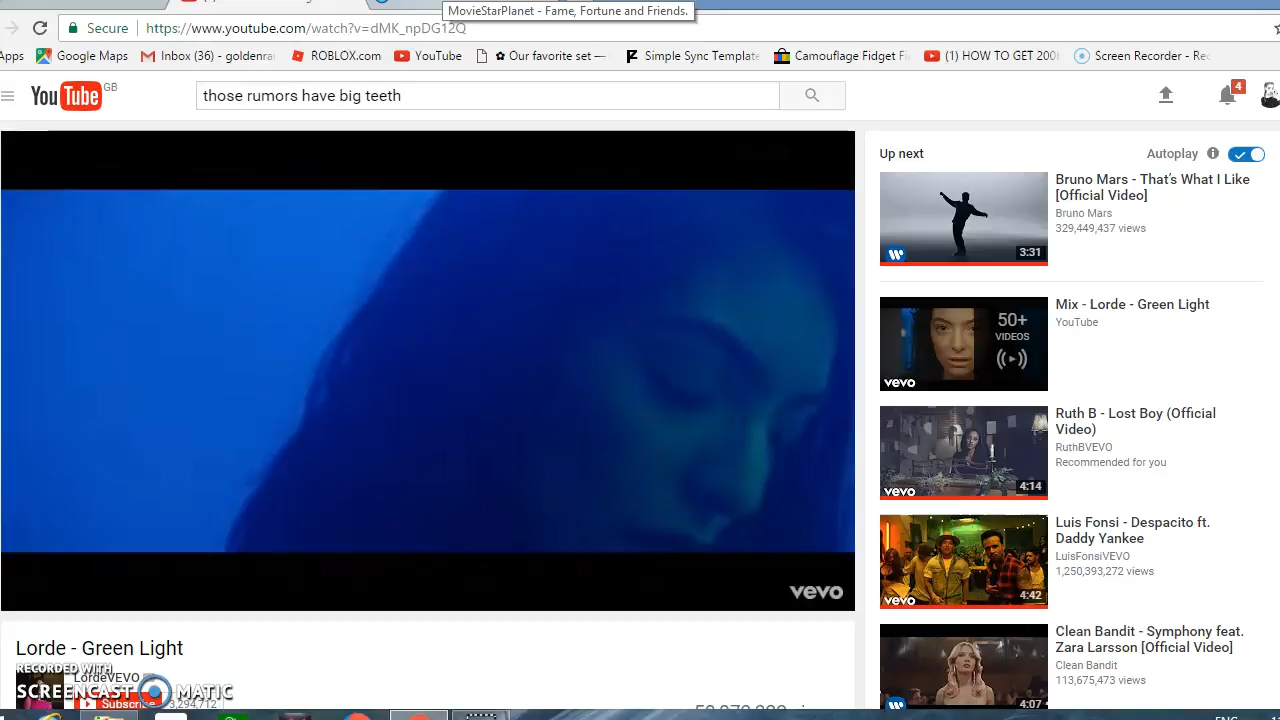 MovieStarPlanet - Fame, Fortune and Friends.
Secure
https://www.youtube.com/watch?v=dMK_npDG12Q
Apps
Google Maps
Inbox (36) - goldenra
ROBLOX.com
YouTube
✿ Our favorite set —
Simple Sync Template
Camouflage Fidget F
(1) HOW TO GET 200
Screen Recorder - Rec
YouTube GB
those rumors have big teeth
4
Up next
Autoplay
Bruno Mars - That's What I Like
[Official Video]
Bruno Mars
329,449,437 views
3:31
Mix - Lorde - Green Light
YouTube
50+
VIDEOS
vevo
Ruth B - Lost Boy (Official
Video)
RuthBVEVO
Recommended for you
4:14
vevo
Luis Fonsi - Despacito ft.
Daddy Yankee
LuisFonsiVEVO
1,250,393,272 views
4:42
vevo
Clean Bandit - Symphony feat.
Zara Larsson [Official Video]
Clean Bandit
113,675,473 views
4:07
vevo
Lorde - Green Light
LordeVEVO
Subscribe
3,294,712
RECORDED WITH
SCREENCAST MATIC